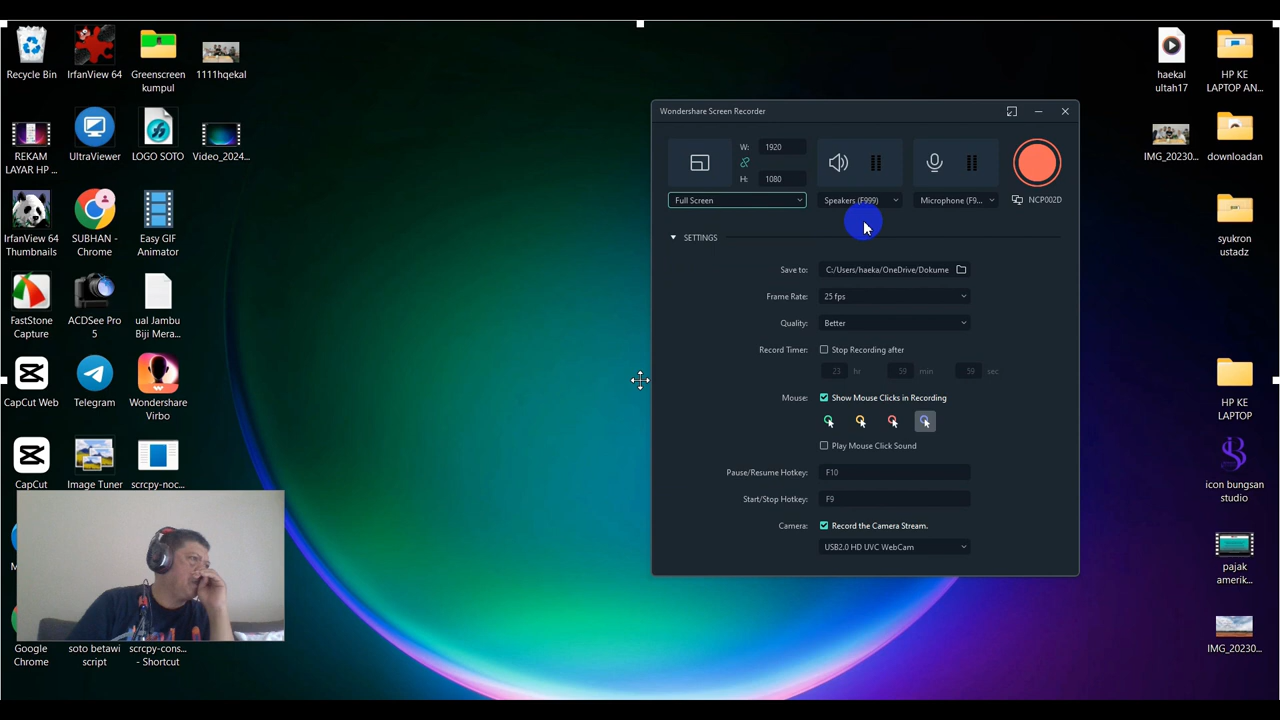 Recycle Bin
IrfanView 64
Greenscreen
kumpul
1111hqekal
REKAM
LAYAR HP ...
UltraViewer
LOGO SOTO
Video_2024...
IrfanView 64
Thumbnails
SUBHAN -
Chrome
Easy GIF
Animator
FastStone
Capture
ACDSee Pro
5
ual Jambu
Biji Mera...
CapCut Web
Telegram
Wondershare
Virbo
CapCut
Image Tuner
scrcpy-noc...
Google
Chrome
soto betawi
script
scrcpy-cons...
- Shortcut
Wondershare Screen Recorder
W: 1920
H: 1080
Full Screen
Speakers (F999)
Microphone (F9...
NCP002D
SETTINGS
Save to: C:/Users/haeka/OneDrive/Dokume
Frame Rate: 25 fps
Quality: Better
Record Timer: Stop Recording after
23 hr 59 min 59 sec
Mouse: Show Mouse Clicks in Recording
Play Mouse Click Sound
Pause/Resume Hotkey: F10
Start/Stop Hotkey: F9
Camera: Record the Camera Stream.
USB2.0 HD UVC WebCam
haekal
ultah17
HP KE
LAPTOP AN...
IMG_20230...
downloadan
syukron
ustadz
HP KE
LAPTOP
icon bungsan
studio
pajak
amerik...
IMG_20230...